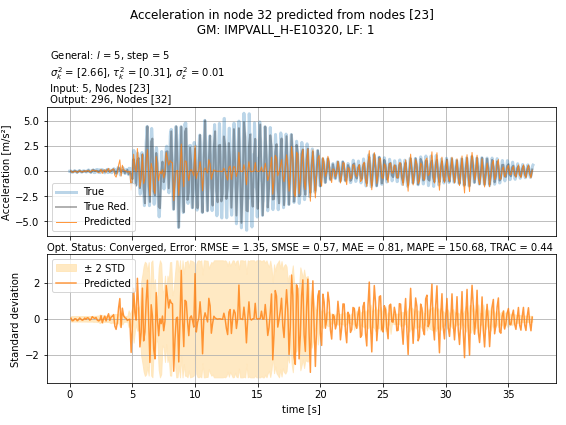 Acceleration in node 32 predicted from nodes [23]
GM: IMPVALL_H-E10320, LF: 1
General: l = 5, step = 5
σ²ₖ = [2.66], τ²ₖ = [0.31], σ²ε = 0.01
Input: 5, Nodes [23]
Output: 296, Nodes [32]
Acceleration [m/s²]
5.0
2.5
0.0
−2.5
−5.0
True
True Red.
Predicted
Opt. Status: Converged, Error: RMSE = 1.35, SMSE = 0.57, MAE = 0.81, MAPE = 150.68, TRAC = 0.44
Standard deviation
2
0
−2
± 2 STD
Predicted
0 5 10 15 20 25 30 35
time [s]